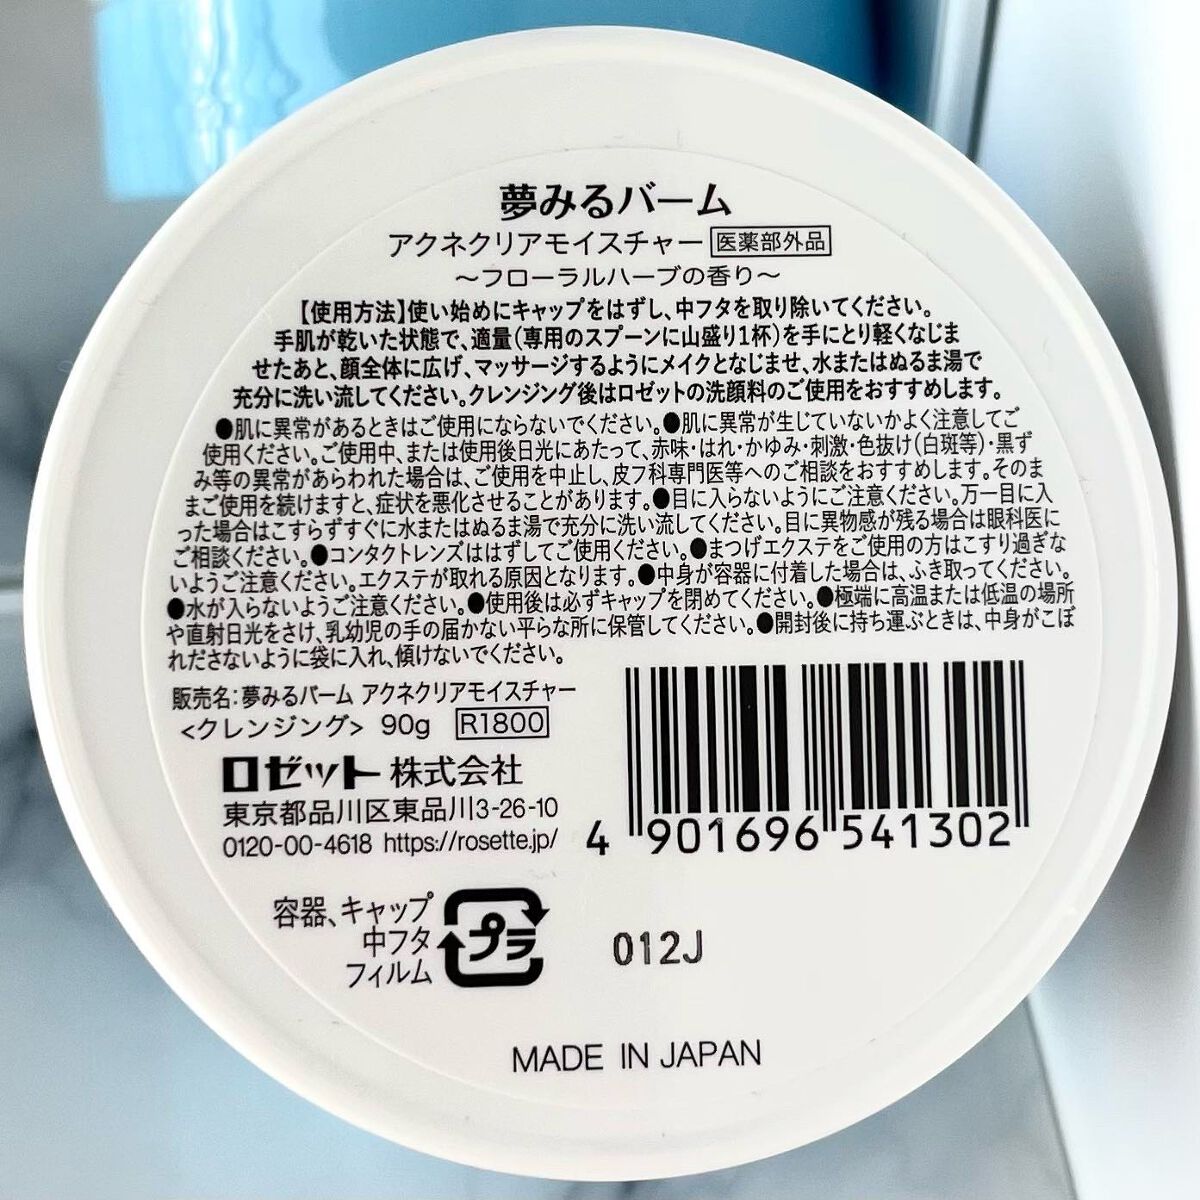 夢みるバーム
アクネクリアモイスチャー 医薬部外品
～フローラルハーブの香り～
【使用方法】使い始めにキャップをはずし、中フタを取り除いてください。
手肌が乾いた状態で、適量(専用のスプーンに山盛り1杯)を手にとり軽くなじま
せたあと、顔全体に広げ、マッサージするようにメイクとなじませ、水またはぬるま湯で
充分に洗い流してください。クレンジング後はロゼットの洗顔料のご使用をおすすめします。
●肌に異常があるときはご使用にならないでください。●肌に異常が生じていないかよく注意してご
使用ください。ご使用中、または使用後日光にあたって、赤味・はれ・かゆみ・刺激・色抜け(白斑等)・黒ず
み等の異常があらわれた場合は、ご使用を中止し、皮フ科専門医等へのご相談をおすすめします。そのま
まご使用を続けますと、症状を悪化させることがあります。●目に入らないようにご注意ください。万一目に入
った場合はこすらずすぐに水またはぬるま湯で充分に洗い流してください。目に異物感が残る場合は眼科医に
ご相談ください。●コンタクトレンズははずしてご使用ください。●まつげエクステをご使用の方はこすり過ぎな
いようご注意ください。エクステが取れる原因となります。●中身が容器に付着した場合は、ふき取ってください。
●水が入らないようご注意ください。●使用後は必ずキャップを閉めてください。●極端に高温または低温の場所
や直射日光をさけ、乳幼児の手の届かない平らな所に保管してください。●開封後に持ち運ぶときは、中身がこぼ
れださないように袋に入れ、傾けないでください。
販売名:夢みるバーム アクネクリアモイスチャー
<クレンジング> 90g R1800
ロゼット株式会社
東京都品川区東品川3-26-10
0120-00-4618 https://rosette.jp/
4 901696 541302
容器、キャップ
中フタ
フィルム
プラ
012J
MADE IN JAPAN